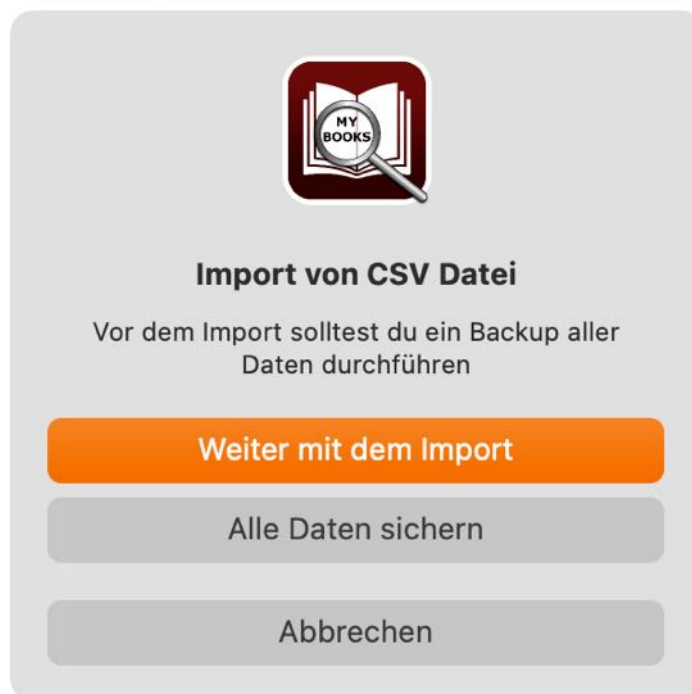 MY
BOOKS
Import von CSV Datei
Vor dem Import solltest du ein Backup aller
Daten durchführen
Weiter mit dem Import
Alle Daten sichern
Abbrechen